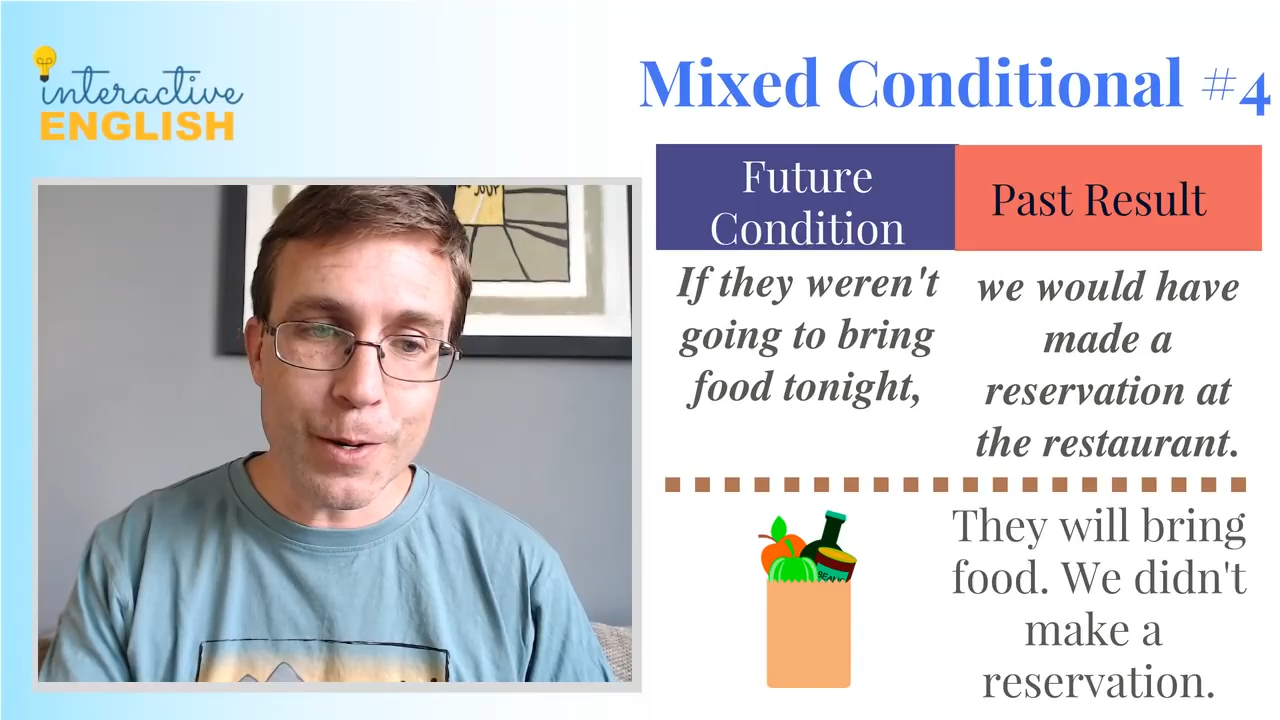 interactive
ENGLISH
Mixed Conditional #4
Future
Condition
Past Result
If they weren't
going to bring
food tonight,
we would have
made a
reservation at
the restaurant.
They will bring
food. We didn't
make a
reservation.